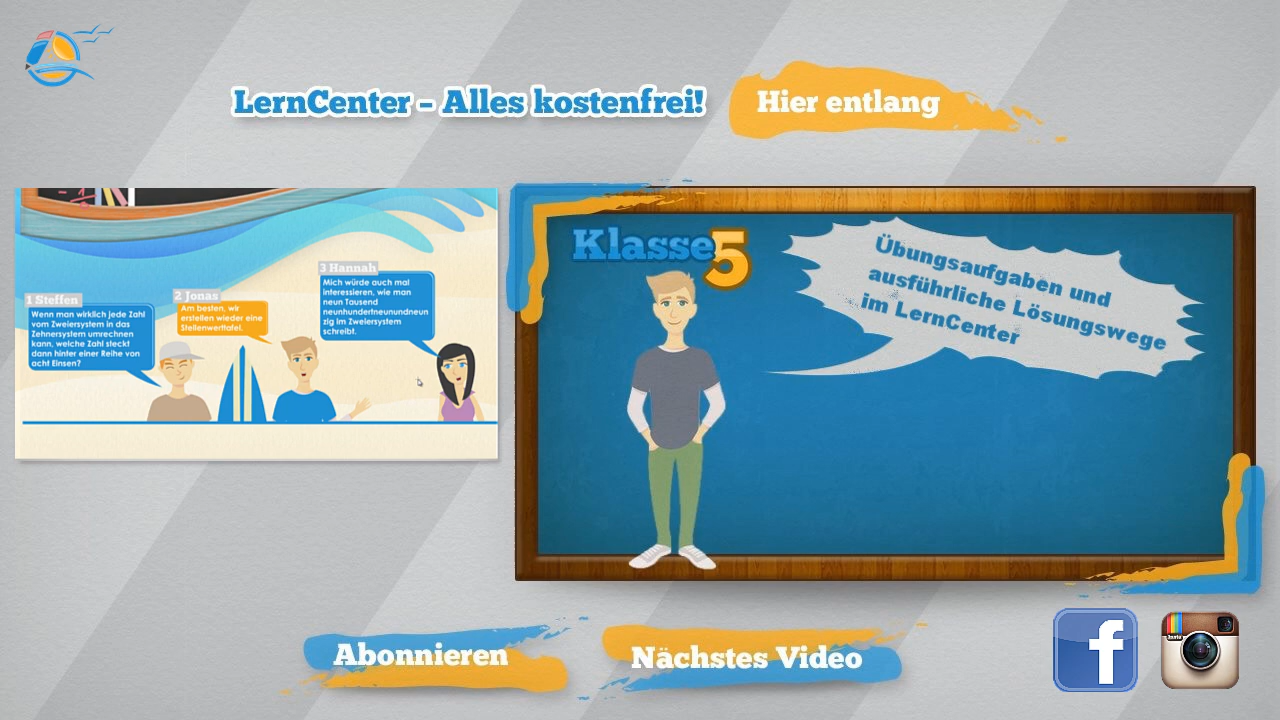 LernCenter – Alles kostenfrei!
Hier entlang
1 Steffen
Wenn man wirklich jede Zahl
vom Zweiersystem in das
Zehnersystem umrechnen
kann, welche Zahl steckt
dann hinter einer Reihe von
acht Einsen?
2 Jonas
Am besten, wir
erstellen wieder eine
Stellenwerttafel.
3 Hannah
Mich würde auch mal
interessieren, wie man
neun Tausend
neunhundertneunundneun
zig im Zweiersystem
schreibt.
Klasse 5
Übungsaufgaben und
ausführliche Lösungswege
im LernCenter
Abonnieren
Nächstes Video
f
Insta